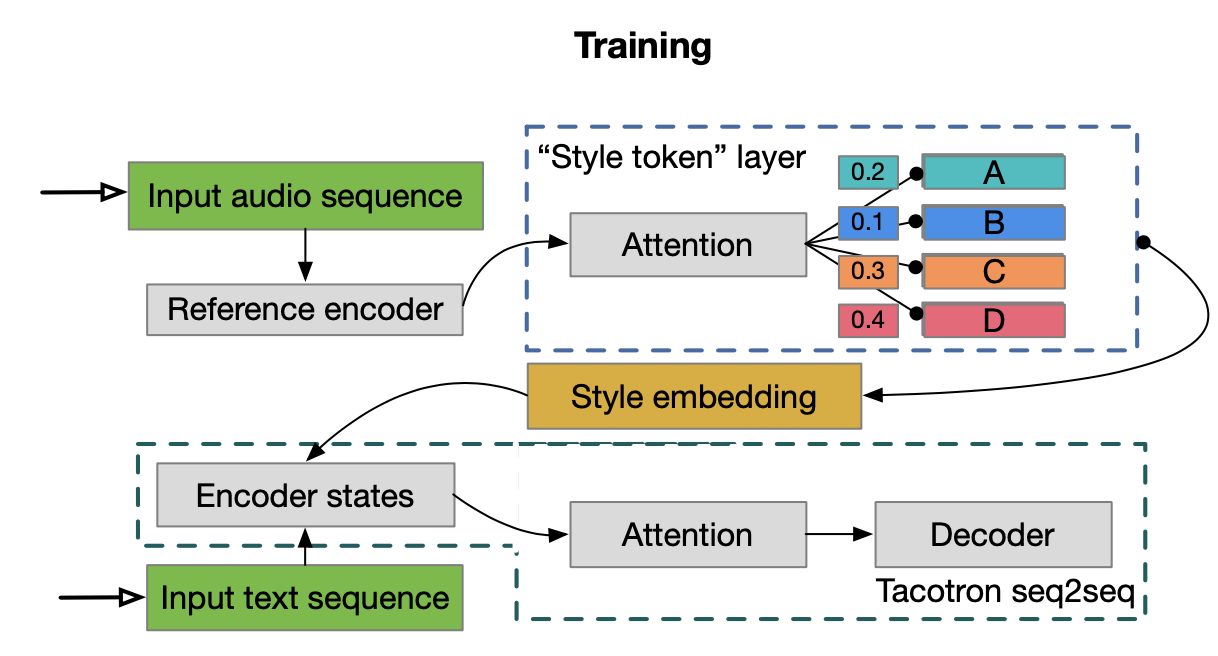 Training
Input audio sequence
Reference encoder
“Style token” layer
Attention
0.2
A
0.1
B
0.3
C
0.4
D
Style embedding
Encoder states
Input text sequence
Attention
Decoder
Tacotron seq2seq